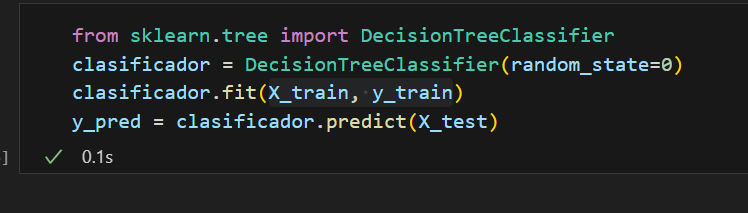 from sklearn.tree import DecisionTreeClassifier
clasificador = DecisionTreeClassifier(random_state=0)
clasificador.fit(X_train, y_train)
y_pred = clasificador.predict(X_test)
] ✓ 0.1s